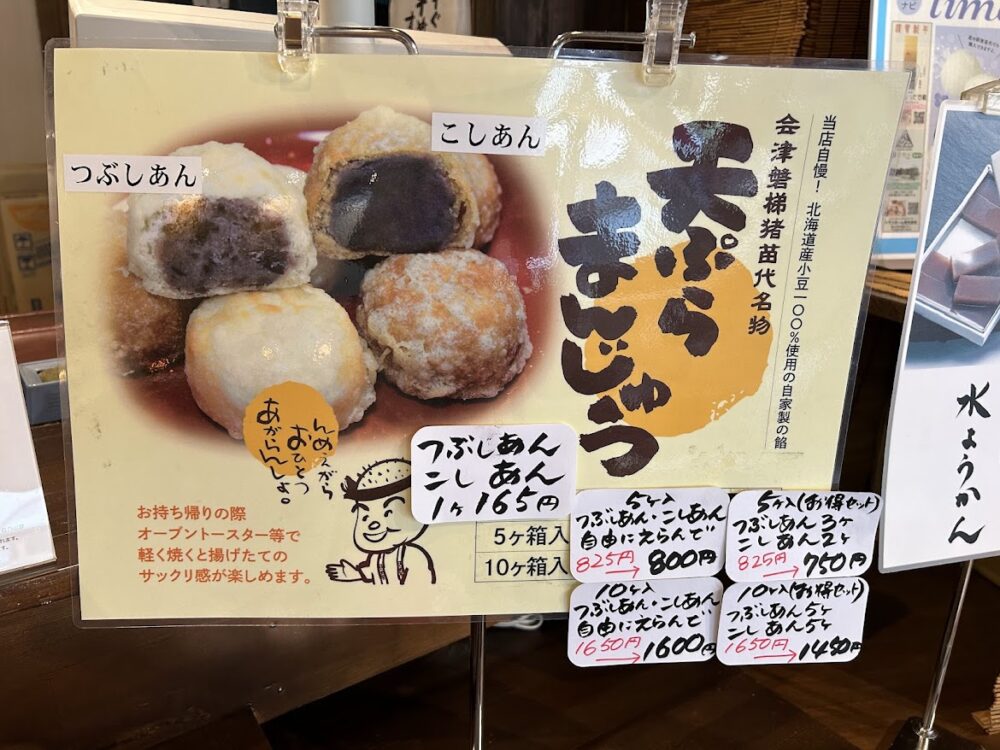 つぶしあん
こしあん
当店自慢! 北海道産小豆一〇〇%使用の自家製の餡
会津磐梯猪苗代名物
天ぷら
まんじゅう
んめぇがら
おひとつ
あがらんしょ。
お持ち帰りの際
オーブントースター等で
軽く焼くと揚げたての
サックリ感が楽しめます。
つぶしあん
こしあん
1ヶ165円
5ヶ箱入
10ヶ箱入
5ヶ入
つぶしあん・こしあん
自由にえらんで
825円→800円
5ヶ入(お得セット)
つぶしあん3ヶ
こしあん2ヶ
825円→750円
10ヶ入
つぶしあん・こしあん
自由にえらんで
1650円→1600円
10ヶ入(お得セット)
つぶしあん5ヶ
こしあん5ヶ
1650円→1450円
水ようかん